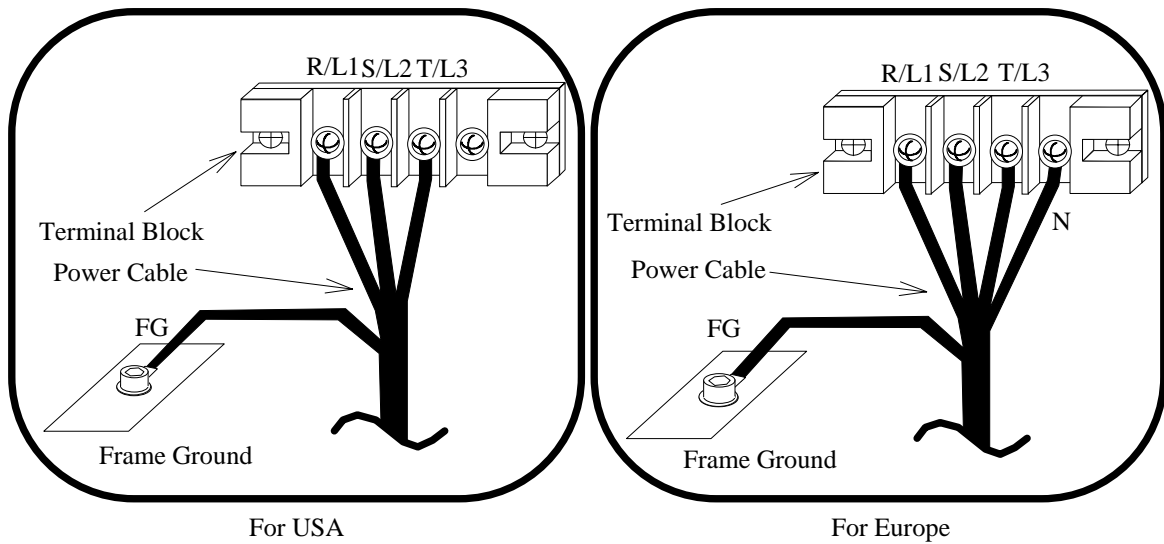 R/L1 S/L2 T/L3
Terminal Block
Power Cable
FG
Frame Ground
For USA
R/L1 S/L2 T/L3
Terminal Block
N
Power Cable
FG
Frame Ground
For Europe